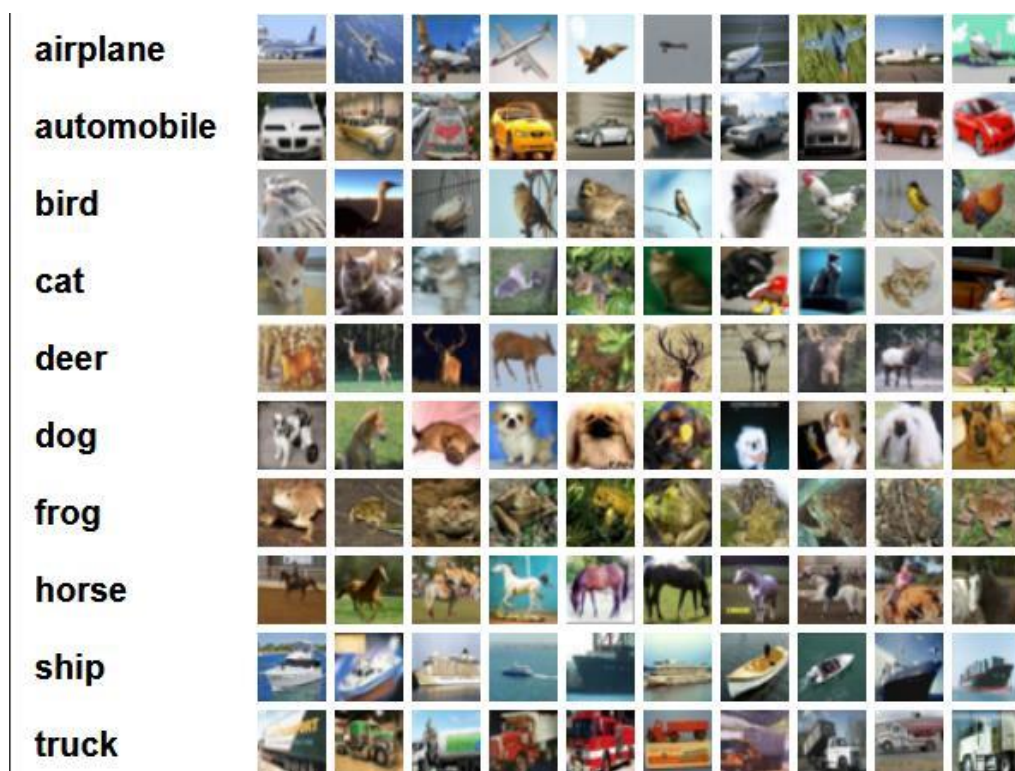 airplane
automobile
bird
cat
deer
dog
frog
horse
ship
truck